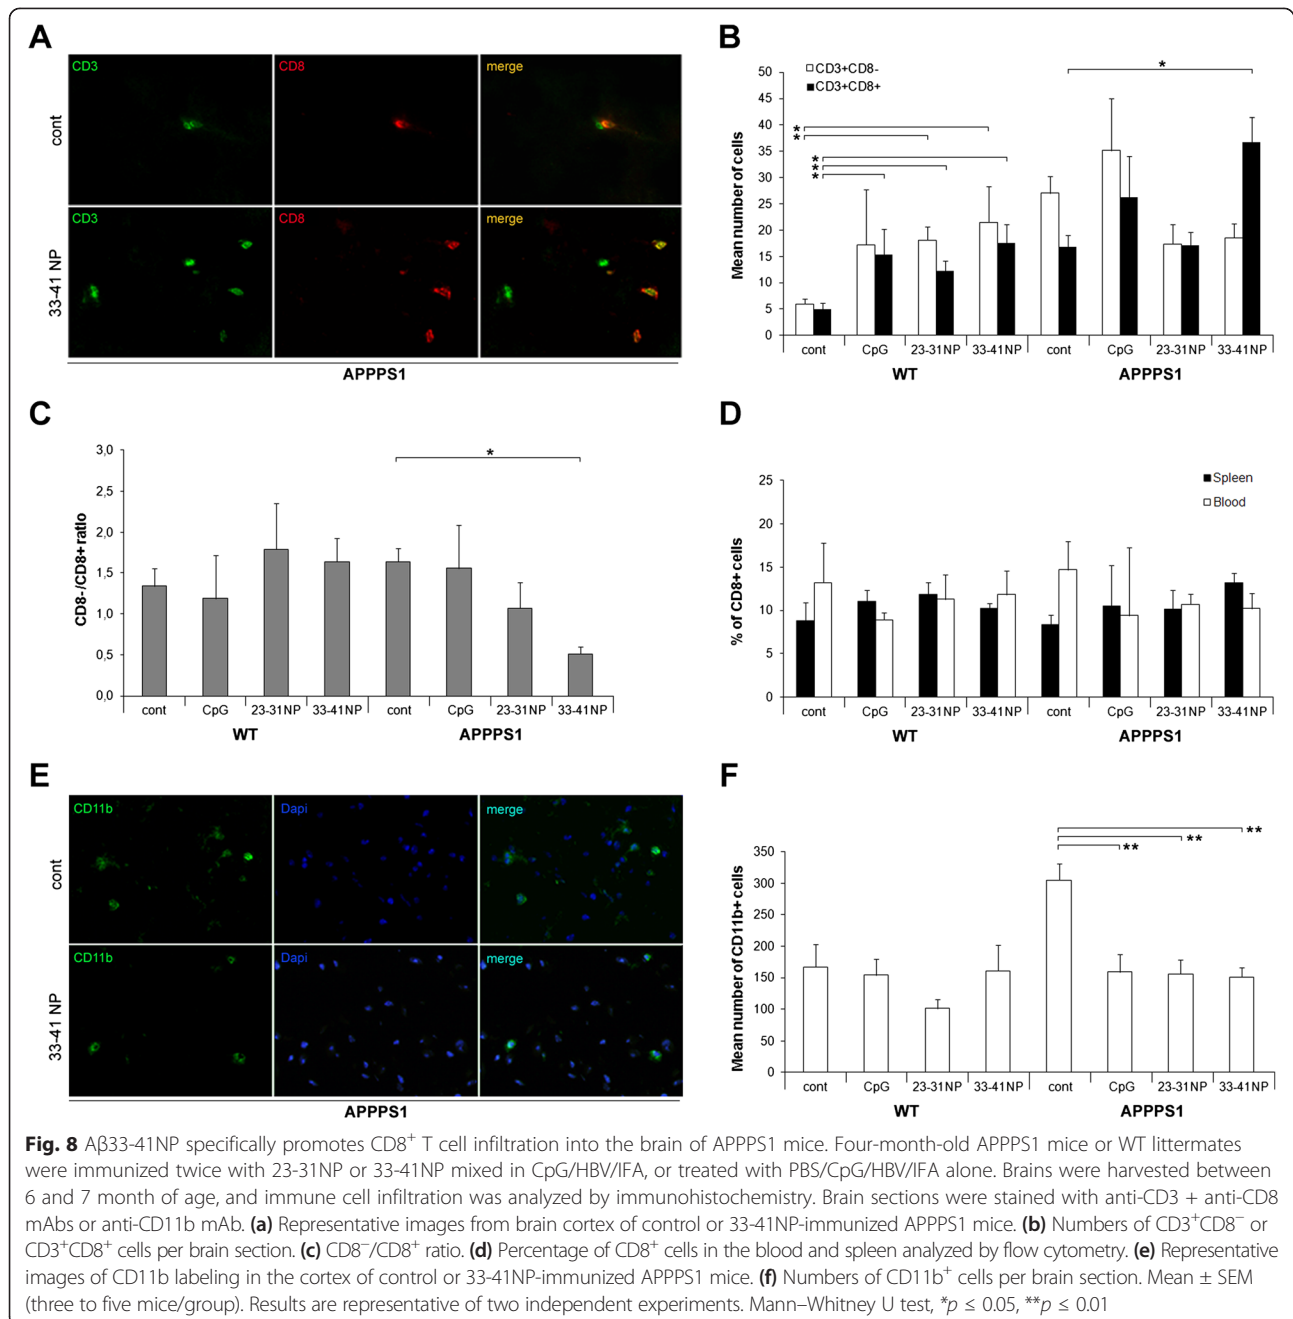 A
CD3
CD8
merge
cont
CD3
CD8
merge
33-41 NP
APPPS1
B
CD3+CD8-
CD3+CD8+
Mean number of cells
50
45
40
35
30
25
20
15
10
5
0
*
*
*
*
*
*
cont
CpG
23-31NP
33-41NP
cont
CpG
23-31NP
33-41NP
WT
APPPS1
C
CD8-/CD8+ ratio
3,0
2,5
2,0
1,5
1,0
0,5
0,0
*
cont
CpG
23-31NP
33-41NP
cont
CpG
23-31NP
33-41NP
WT
APPPS1
D
% of CD8+ cells
25
20
15
10
5
0
Spleen
Blood
cont
CpG
23-31NP
33-41NP
cont
CpG
23-31NP
33-41NP
WT
APPPS1
E
CD11b
Dapi
merge
cont
CD11b
Dapi
merge
33-41 NP
APPPS1
F
Mean number of CD11b+ cells
350
300
250
200
150
100
50
0
**
**
**
cont
CpG
23-31NP
33-41NP
cont
CpG
23-31NP
33-41NP
WT
APPPS1
Fig. 8 Aβ33-41NP specifically promotes CD8⁺ T cell infiltration into the brain of APPPS1 mice. Four-month-old APPPS1 mice or WT littermates
were immunized twice with 23-31NP or 33-41NP mixed in CpG/HBV/IFA, or treated with PBS/CpG/HBV/IFA alone. Brains were harvested between
6 and 7 month of age, and immune cell infiltration was analyzed by immunohistochemistry. Brain sections were stained with anti-CD3 + anti-CD8
mAbs or anti-CD11b mAb. (a) Representative images from brain cortex of control or 33-41NP-immunized APPPS1 mice. (b) Numbers of CD3⁺CD8⁻ or
CD3⁺CD8⁺ cells per brain section. (c) CD8⁻/CD8⁺ ratio. (d) Percentage of CD8⁺ cells in the blood and spleen analyzed by flow cytometry. (e) Representative
images of CD11b labeling in the cortex of control or 33-41NP-immunized APPPS1 mice. (f) Numbers of CD11b⁺ cells per brain section. Mean ± SEM
(three to five mice/group). Results are representative of two independent experiments. Mann–Whitney U test, *p ≤ 0.05, **p ≤ 0.01